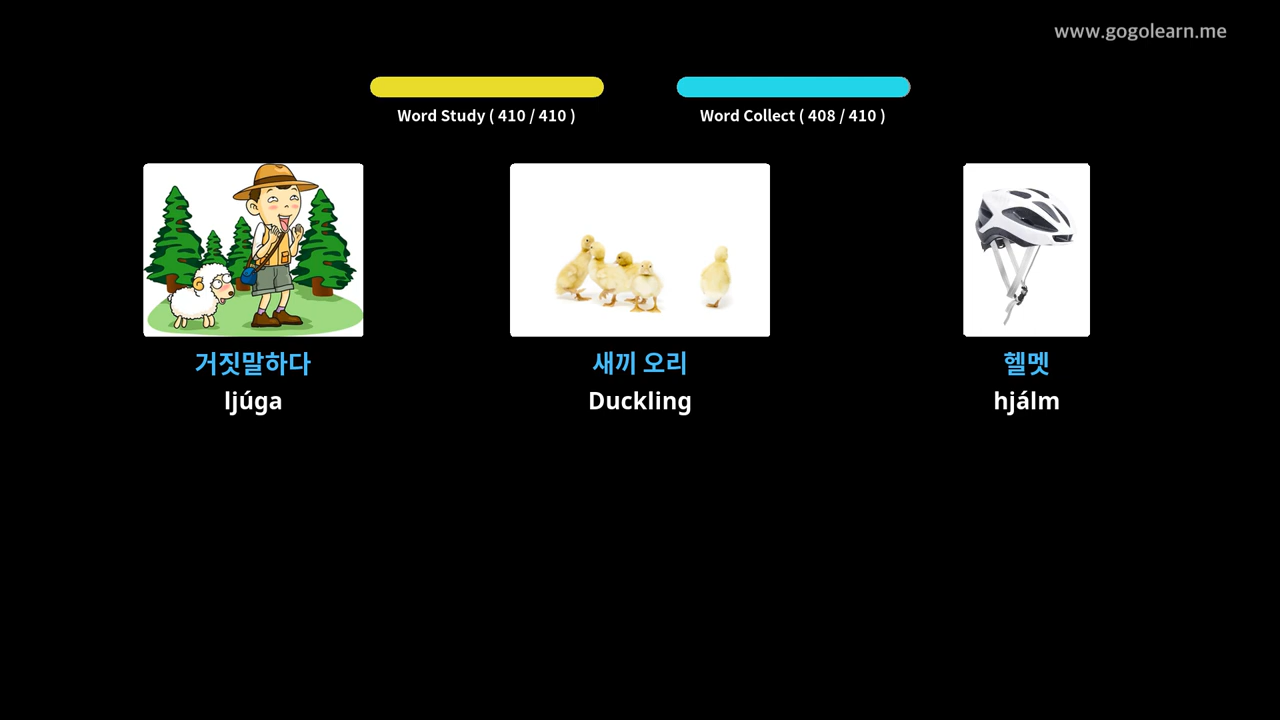 www.gogolearn.me
Word Study ( 410 / 410 )
Word Collect ( 408 / 410 )
거짓말하다
ljúga
새끼 오리
Duckling
헬멧
hjálm